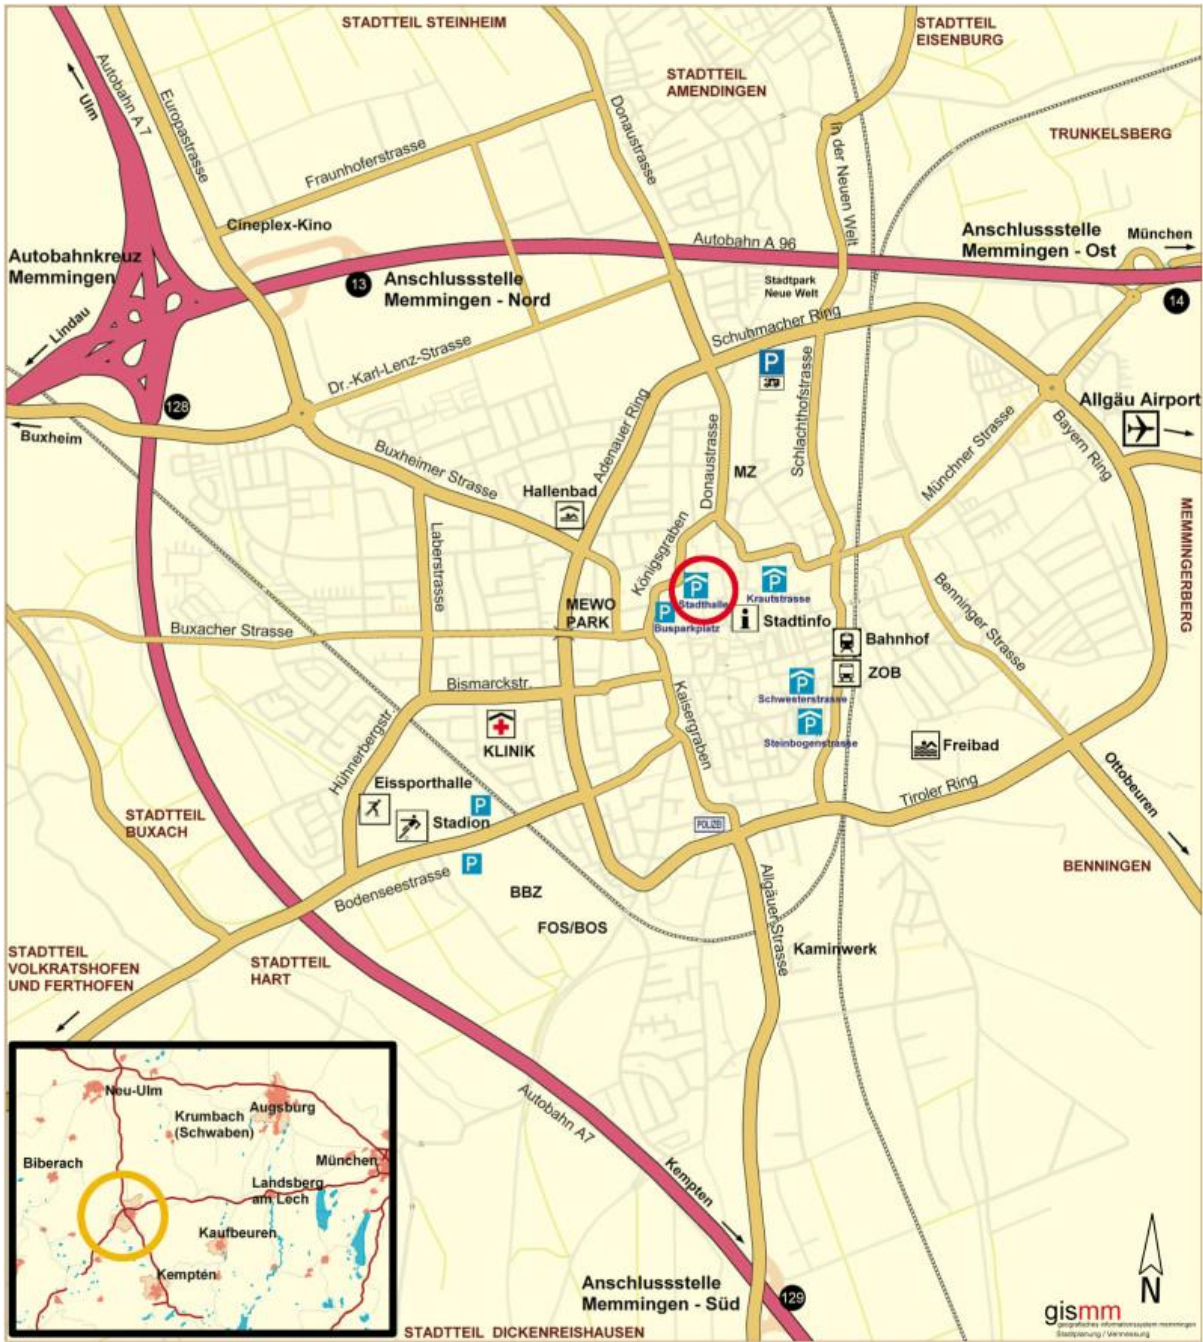 STADTTEIL STEINHEIM
STADTTEIL
EISENBURG
STADTTEIL
AMENDINGEN
TRUNKELSBERG
Ulm
Autobahn A 7
Europastrasse
Fraunhoferstrasse
Donaustrasse
In der Neuen Welt
Cineplex-Kino
Autobahn A 96
Anschlussstelle
Memmingen - Ost
München
Autobahnkreuz
Memmingen
13
Anschlussstelle
Memmingen - Nord
Stadtpark
Neue Welt
14
Lindau
Schuhmacher Ring
Dr.-Karl-Lenz-Strasse
P
128
Buxheim
Allgäu Airport
Adenauer Ring
Schlachthofstrasse
Münchner Strasse
Bayern Ring
Buxheimer Strasse
Donaustrasse
MZ
Hallenbad
Laberstrasse
Königsgraben
MEMMINGERBERG
P
Stadthalle
P
Krautstrasse
Benninger Strasse
MEWO
PARK
P
Busparkplatz
i
Stadtinfo
Buxacher Strasse
Bahnhof
ZOB
Bismarckstr.
Kaisergraben
P
Schwesterstrasse
P
Steinbogenstrasse
KLINIK
Freibad
Hühnerbergstr.
Eissporthalle
Ottobeuren
Tiroler Ring
STADTTEIL
BUXACH
P
Stadion
POLIZEI
P
BENNINGEN
Bodenseestrasse
BBZ
Allgäuer Strasse
FOS/BOS
Kaminwerk
STADTTEIL
VOLKRATSHOFEN
UND FERTHOFEN
STADTTEIL
HART
Autobahn A7
Kempten
Neu-Ulm
Krumbach
(Schwaben)
Augsburg
Biberach
München
Landsberg
am Lech
Kaufbeuren
Kempten
Anschlussstelle
Memmingen - Süd
129
N
gismm
geografisches informationssystem memmingen
Stadtplanung / Vermessung
STADTTEIL DICKENREISHAUSEN